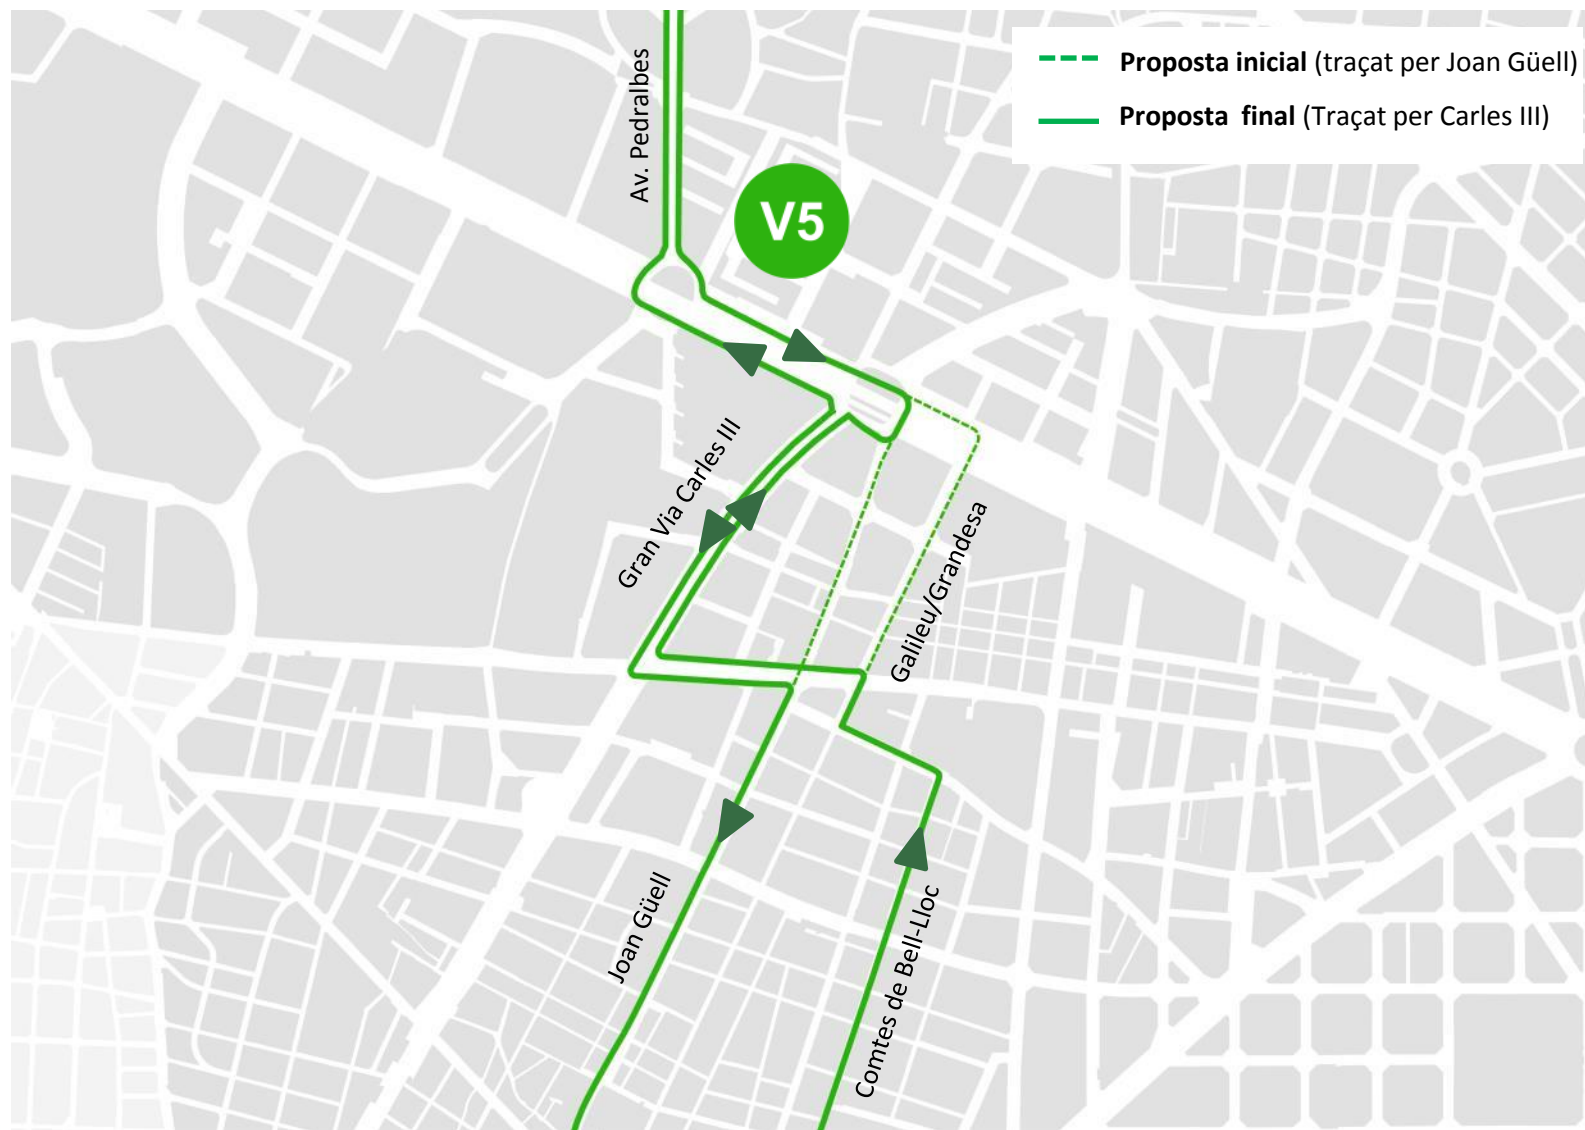 Proposta inicial (traçat per Joan Güell)
Proposta final (Traçat per Carles III)
Av. Pedralbes
V5
Gran Via Carles III
Galileu/Grandesa
Joan Güell
Comtes de Bell-Lloc